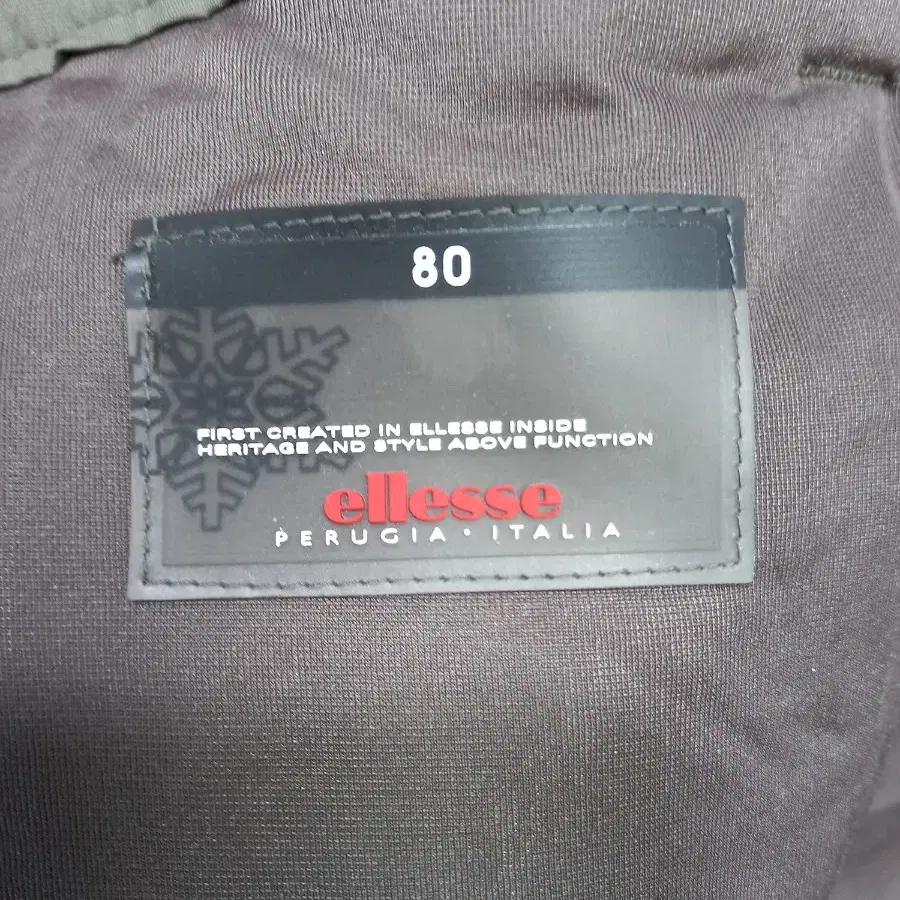 80
FIRST CREATED IN ELLESSE INSIDE
HERITAGE AND STYLE ABOVE FUNCTION
ellesse
PERUGIA • ITALIA